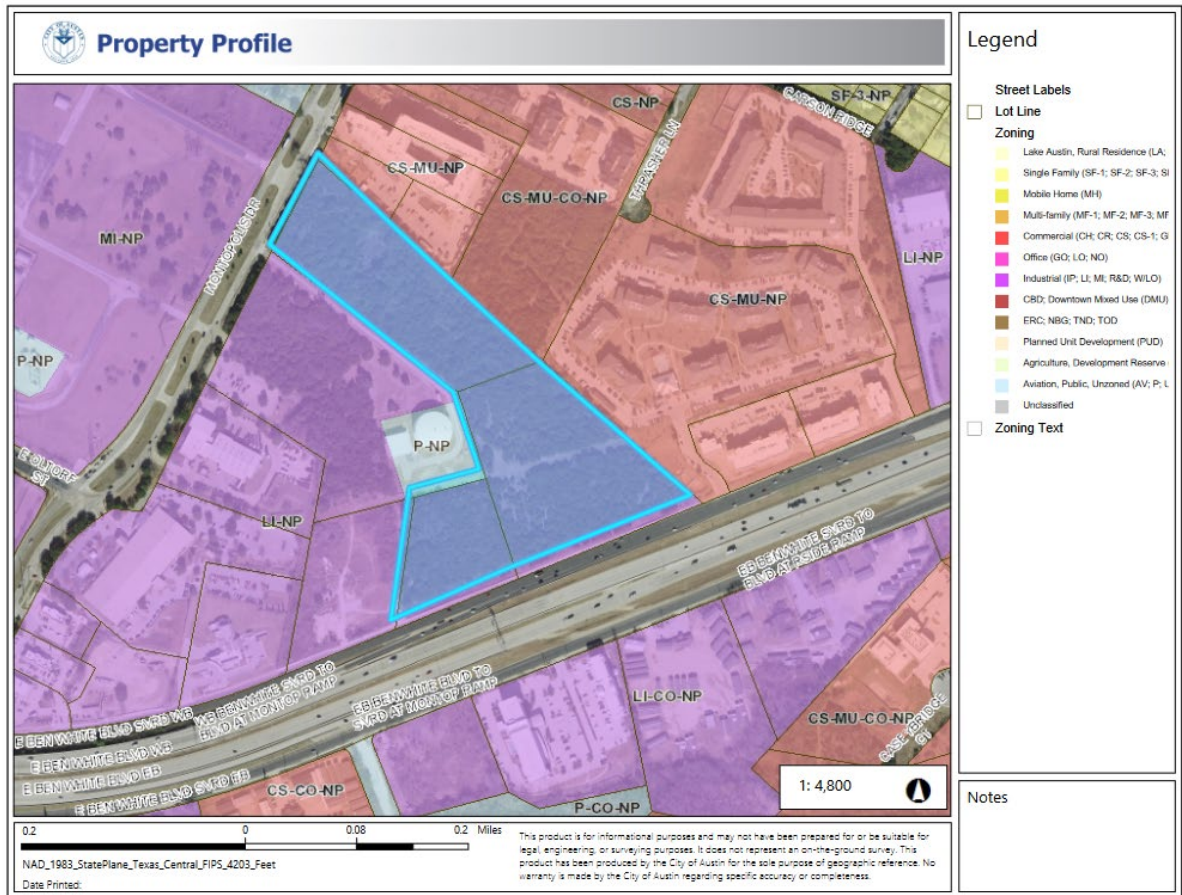 CITY OF AUSTIN
Property Profile
CS-NP
SF-3-NP
CARSON RIDGE
THRASHER LN
CS-MU-NP
CS-MU-CO-NP
MONTOPOLIS DR
MI-NP
LI-NP
CS-MU-NP
P-NP
P-NP
E OLTORF
ST
LI-NP
EB BEN WHITE SVRD TO
BLVD AT RSIDE RAMP
WB BEN WHITE SVRD TO
BLVD AT MONTOP RAMP
EB BEN WHITE BLVD TO
SVRD AT MONTOP RAMP
E BEN WHITE BLVD SVRD WB
E BEN WHITE BLVD WB
E BEN WHITE BLVD EB
E BEN WHITE BLVD SVRD EB
LI-CO-NP
CS-MU-CO-NP
CASEYBRIDGE
CT
CS-CO-NP
P-CO-NP
1: 4,800
Legend
Street Labels
Lot Line
Zoning
Lake Austin, Rural Residence (LA;
Single Family (SF-1; SF-2; SF-3; SF
Mobile Home (MH)
Multi-family (MF-1; MF-2; MF-3; MF
Commercial (CH; CR; CS; CS-1; G
Office (GO; LO; NO)
Industrial (IP; LI; MI; R&D; W/LO)
CBD; Downtown Mixed Use (DMU)
ERC; NBG; TND; TOD
Planned Unit Development (PUD)
Agriculture, Development Reserve
Aviation, Public, Unzoned (AV; P; U
Unclassified
Zoning Text
Notes
0.2 0 0.08 0.2 Miles
NAD_1983_StatePlane_Texas_Central_FIPS_4203_Feet
Date Printed:
This product is for informational purposes and may not have been prepared for or be suitable for
legal, engineering, or surveying purposes. It does not represent an on-the-ground survey. This
product has been produced by the City of Austin for the sole purpose of geographic reference. No
warranty is made by the City of Austin regarding specific accuracy or completeness.